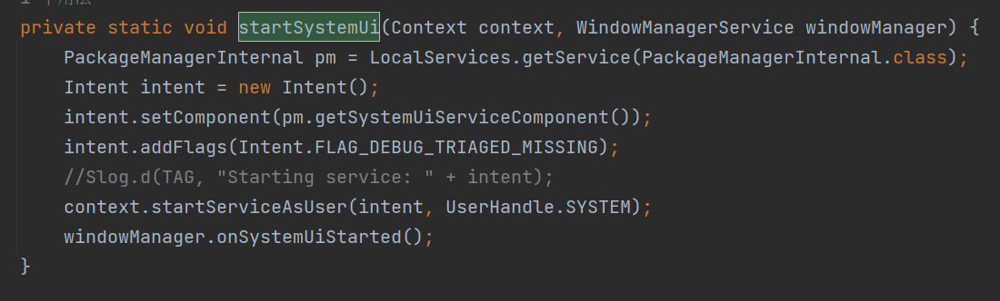 private static void startSystemUi(Context context, WindowManagerService windowManager) {
PackageManagerInternal pm = LocalServices.getService(PackageManagerInternal.class);
Intent intent = new Intent();
intent.setComponent(pm.getSystemUiServiceComponent());
intent.addFlags(Intent.FLAG_DEBUG_TRIAGED_MISSING);
//Slog.d(TAG, "Starting service: " + intent);
context.startServiceAsUser(intent, UserHandle.SYSTEM);
windowManager.onSystemUiStarted();
}